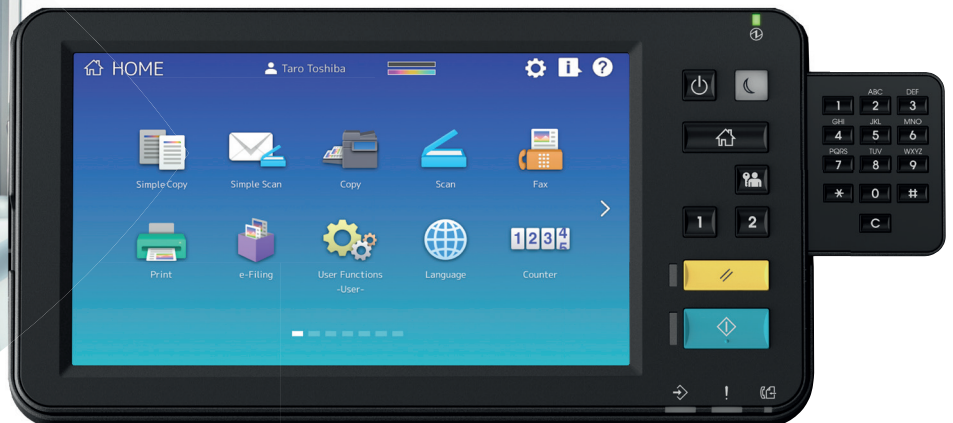 HOME
Taro Toshiba
Simple Copy
Simple Scan
Copy
Scan
Fax
Print
e-Filing
User Functions
-User-
Language
1234
5
Counter
1
2
ABC DEF
1 2 3
GHI JKL MNO
4 5 6
PQRS TUV WXYZ
7 8 9
* 0 #
C